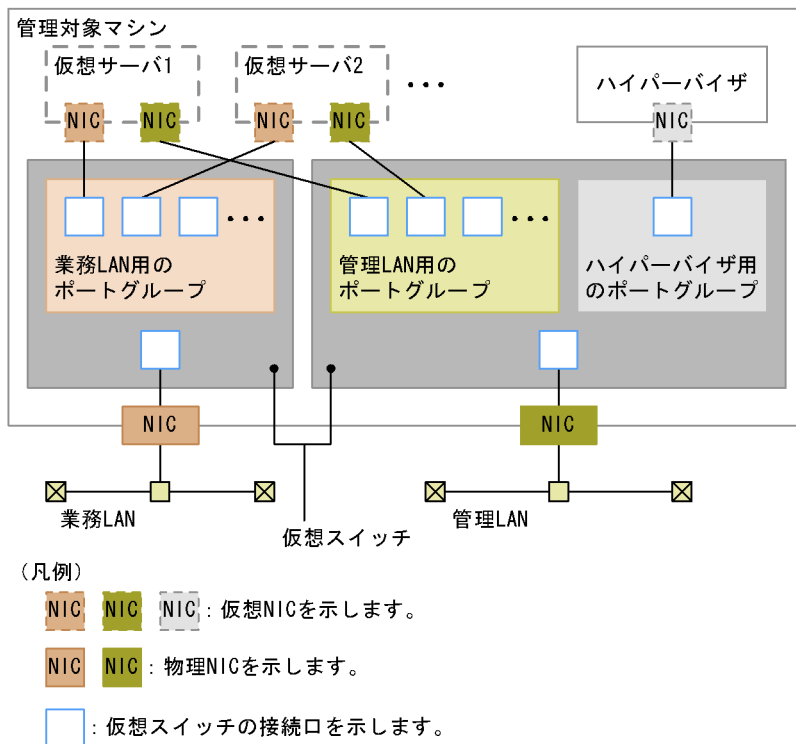 管理対象マシン
仮想サーバ1
仮想サーバ2
・・・
ハイパーバイザ
NIC
NIC
NIC
NIC
NIC
・・・
・・・
業務LAN用の
ポートグループ
管理LAN用の
ポートグループ
ハイパーバイザ用
のポートグループ
NIC
NIC
業務LAN
管理LAN
仮想スイッチ
（凡例）
NIC NIC NIC：仮想NICを示します。
NIC NIC：物理NICを示します。
：仮想スイッチの接続口を示します。